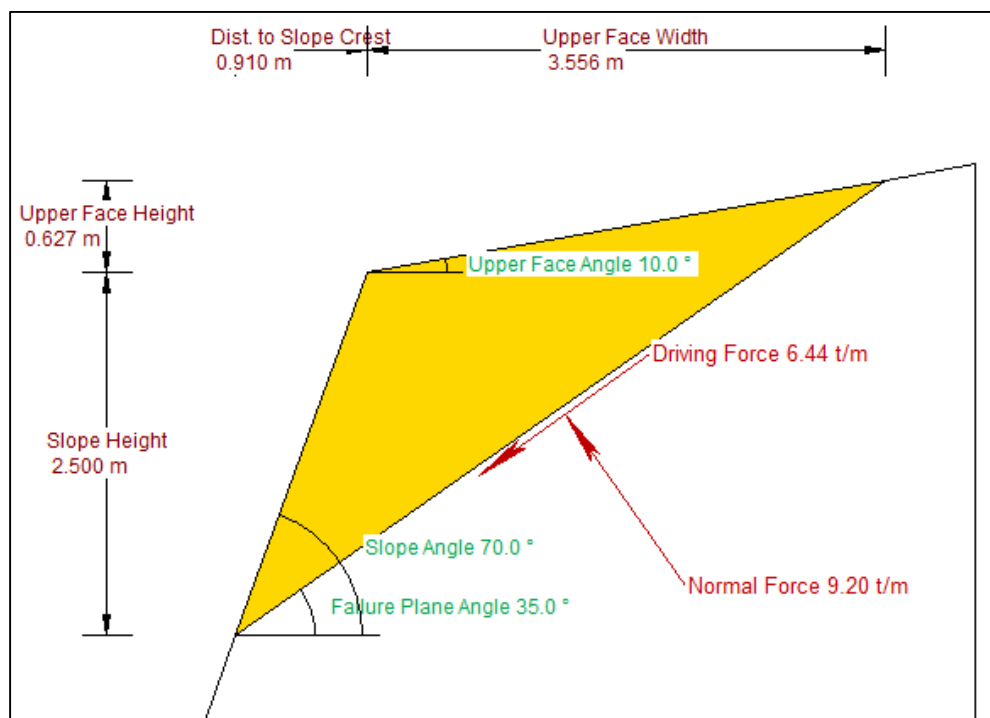 Dist. to Slope Crest
0.910 m
Upper Face Width
3.556 m
Upper Face Height
0.627 m
Upper Face Angle 10.0 °
Driving Force 6.44 t/m
Slope Height
2.500 m
Slope Angle 70.0 °
Normal Force 9.20 t/m
Failure Plane Angle 35.0 °